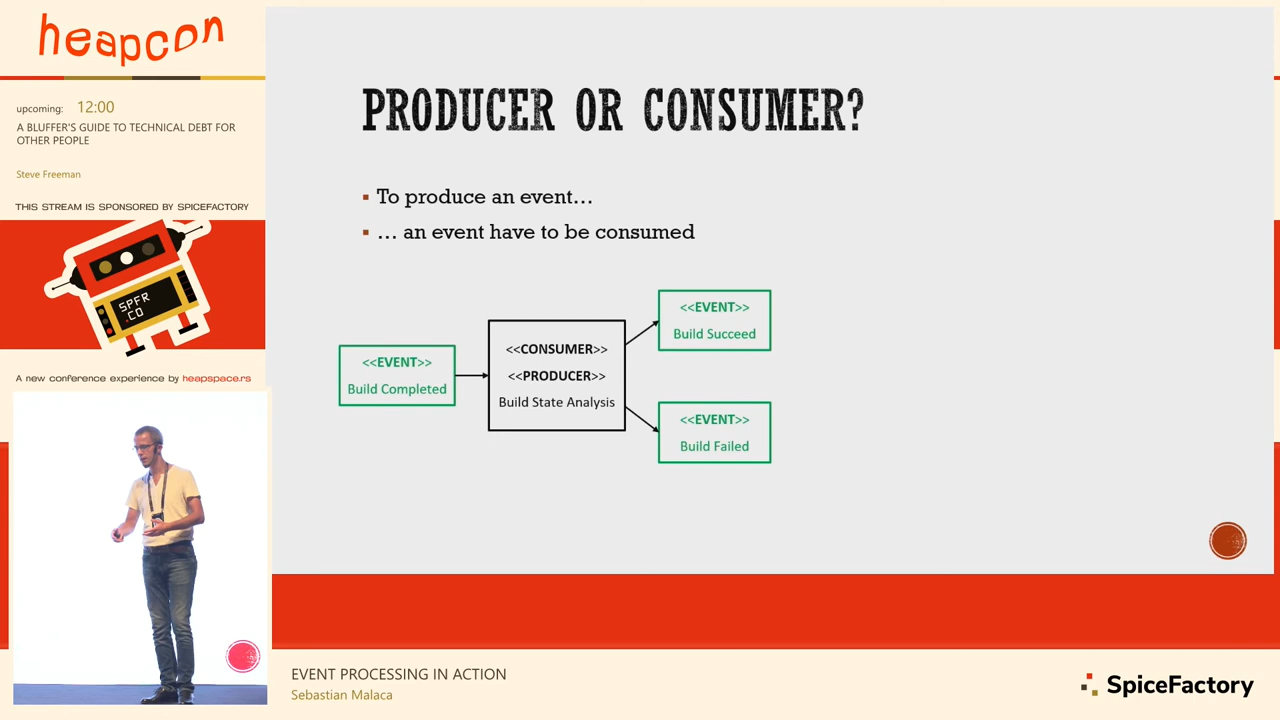 heapcon
upcoming: 12:00
A BLUFFER'S GUIDE TO TECHNICAL DEBT FOR
OTHER PEOPLE
Steve Freeman
THIS STREAM IS SPONSORED BY SPICEFACTORY
SPFR
.CO
A new conference experience by heapspace.rs
PRODUCER OR CONSUMER?
▪ To produce an event…
▪ … an event have to be consumed
<<EVENT>>
Build Completed
<<CONSUMER>>
<<PRODUCER>>
Build State Analysis
<<EVENT>>
Build Succeed
<<EVENT>>
Build Failed
EVENT PROCESSING IN ACTION
Sebastian Malaca
SpiceFactory